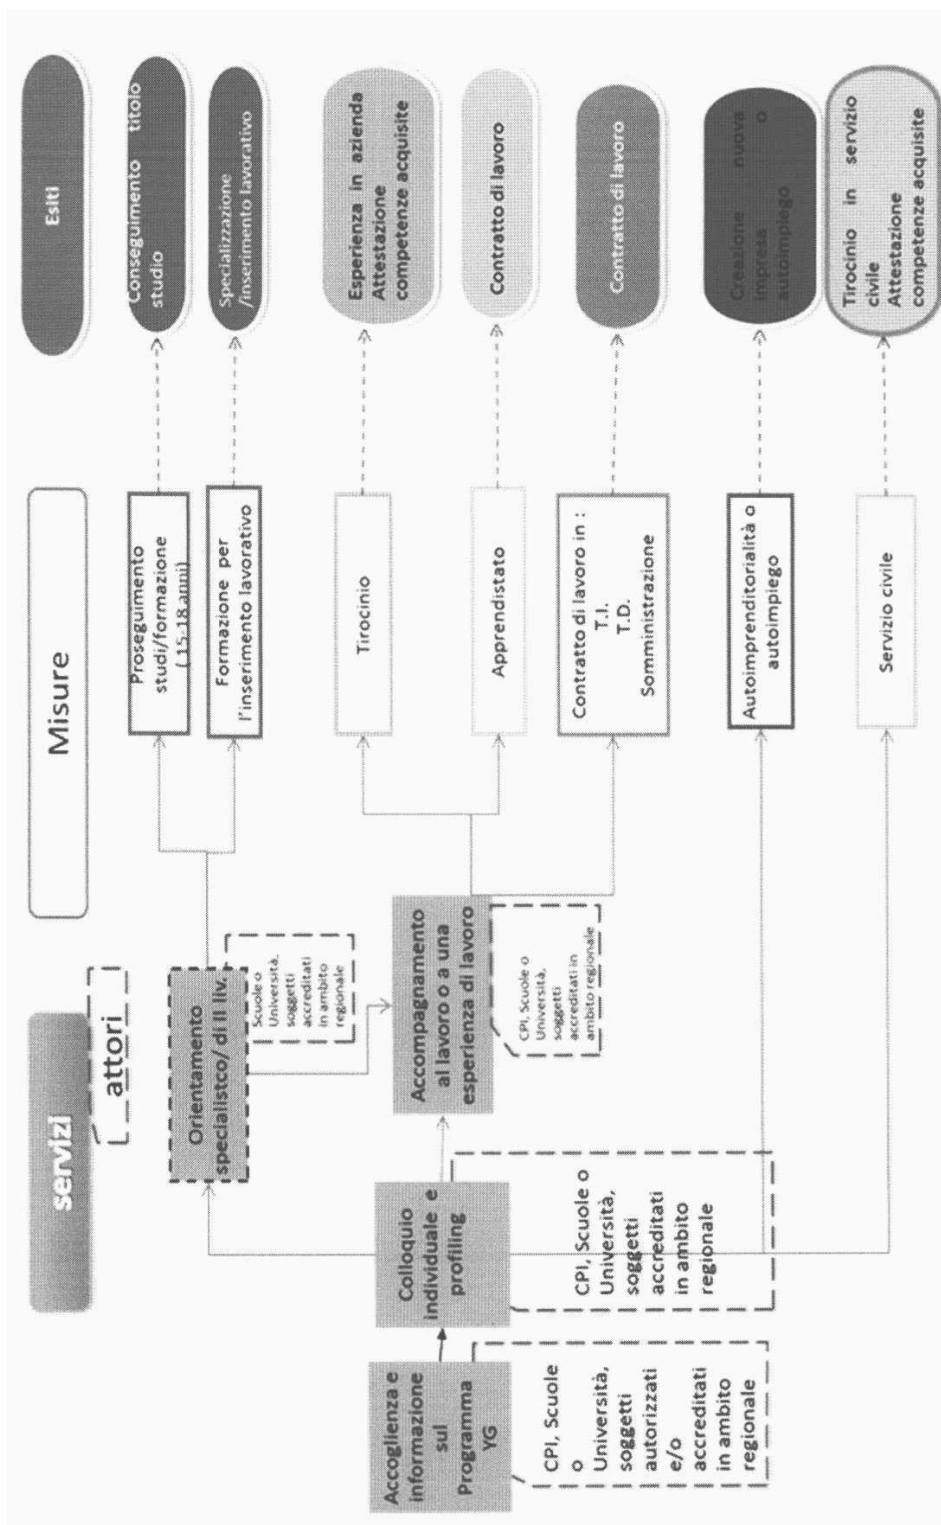 servizi
attori
Misure
Esiti
Accoglienza e
informazione
sul
Programma
YG
CPI, Scuole
o
Università,
soggetti
autorizzati
e/o
accreditati
in ambito
regionale
Colloquio
individuale e
profiling
CPI, Scuole o
Università,
soggetti
accreditati
in ambito
regionale
Orientamento
specialistco/ di II liv.
Scuole o
Università,
soggetti
accreditati
in ambito
regionale
Accompagnamento
al lavoro o a una
esperienza di lavoro
CPI, Scuole o
Università,
soggetti
accreditati in
ambito regionale
Proseguimento
studi/formazione
( 15-18 anni)
Formazione per
l'inserimento lavorativo
Tirocinio
Apprendistato
Contratto di lavoro in :
T.I.
T.D.
Somministrazione
Autoimprenditorialità o
autoimpiego
Servizio civile
Conseguimento titolo
studio
Specializzazione
/inserimento lavorativo
Esperienza in azienda
Attestazione
competenze acquisite
Contratto di lavoro
Contratto di lavoro
Creazione nuova
impresa o
autoimpiego
Tirocinio in servizio
civile
Attestazione
competenze acquisite